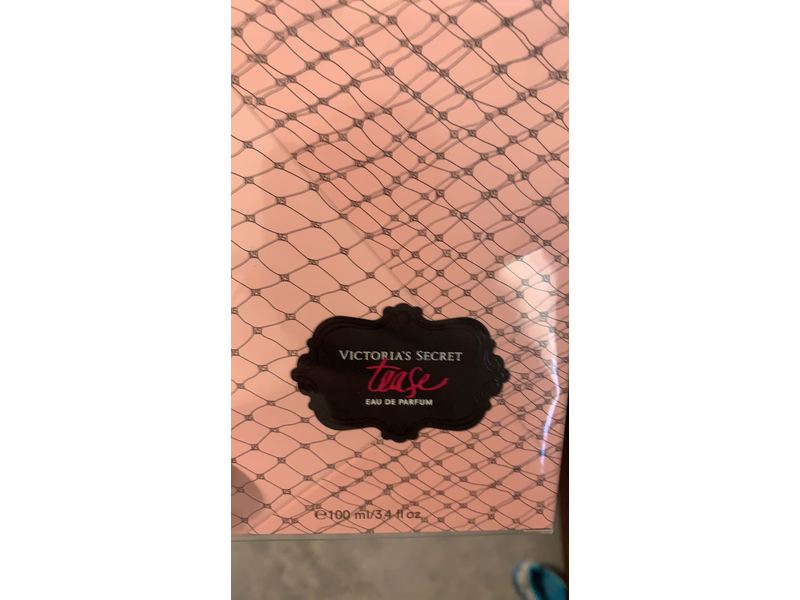 VICTORIA'S SECRET
tease
EAU DE PARFUM
℮100 ml/3.4 fl oz